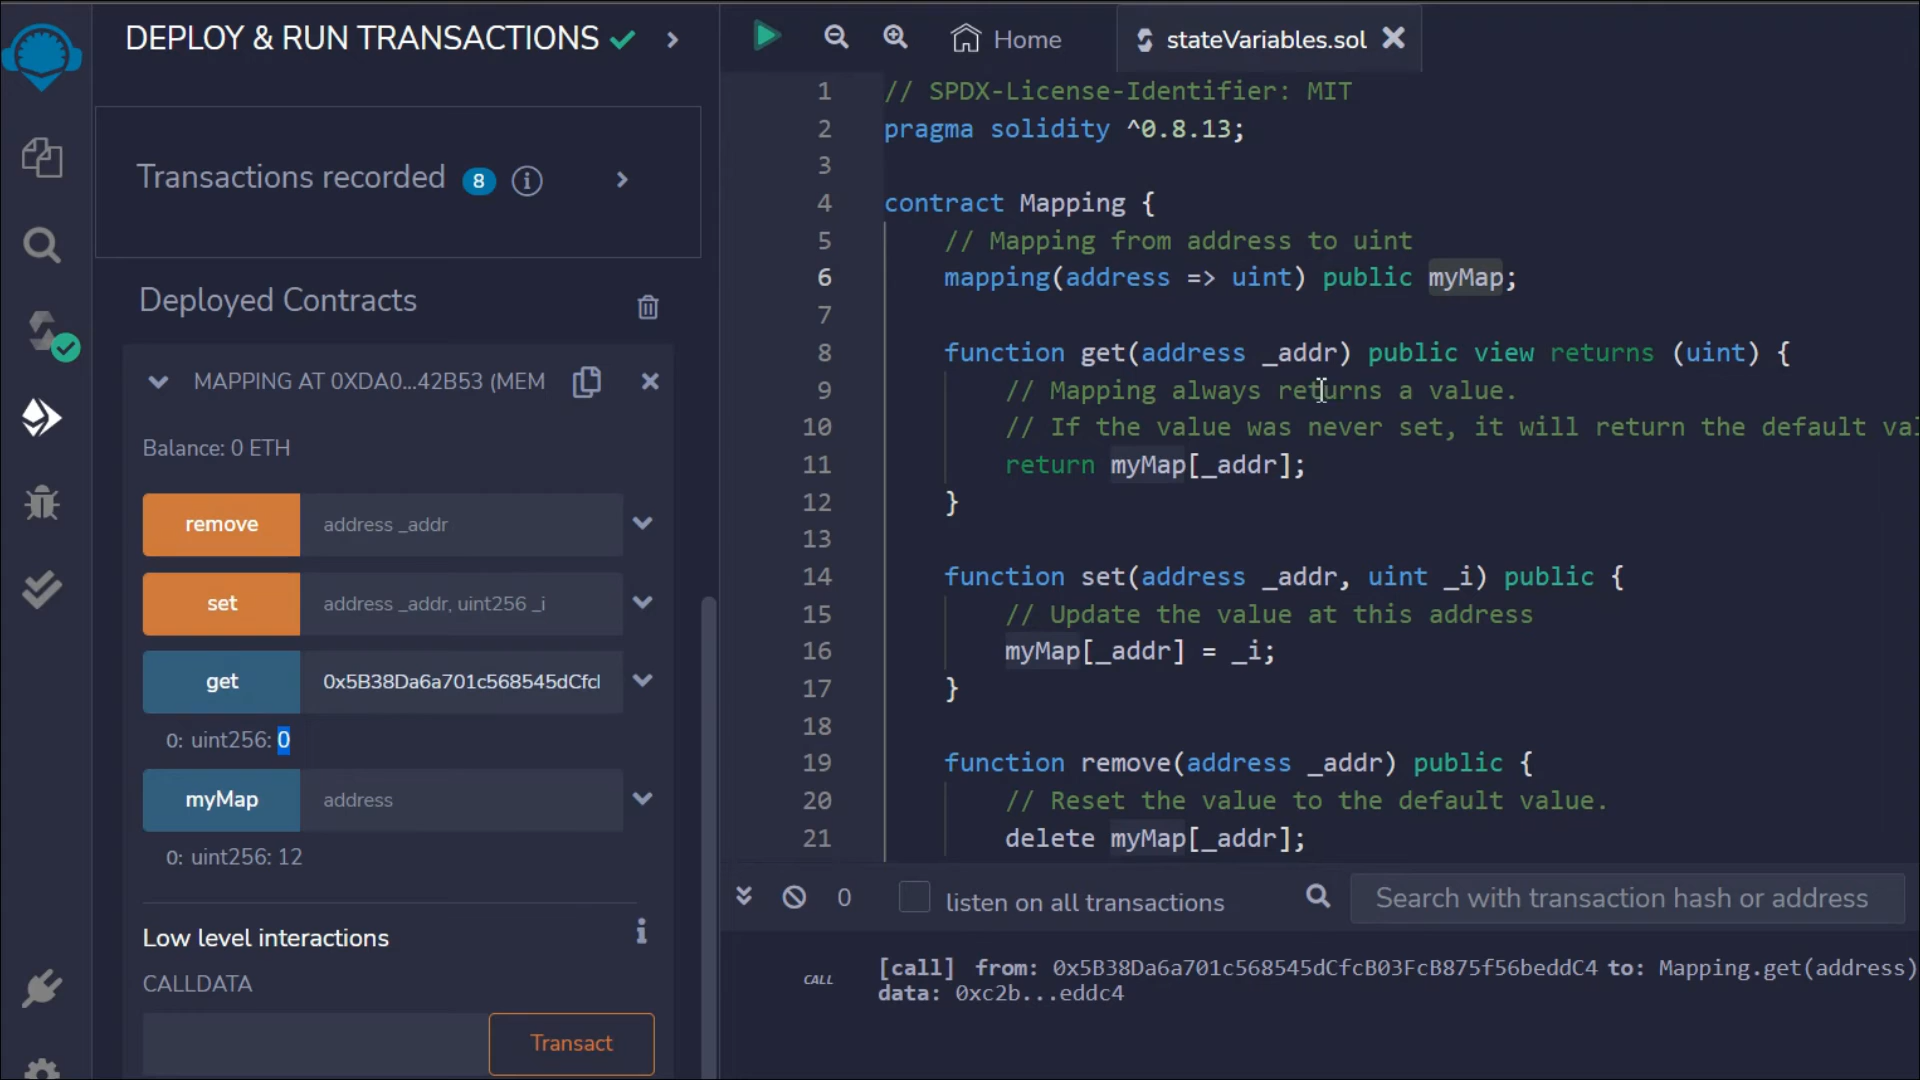 DEPLOY & RUN TRANSACTIONS
Transactions recorded 8
Deployed Contracts
MAPPING AT 0XDA0...42B53 (MEM
Balance: 0 ETH
remove address _addr
set address _addr, uint256 _i
get 0x5B38Da6a701c568545dCfcl
0: uint256: 0
myMap address
0: uint256: 12
Low level interactions
CALLDATA
Transact
Home stateVariables.sol
1 // SPDX-License-Identifier: MIT
2 pragma solidity ^0.8.13;
3
4 contract Mapping {
5 // Mapping from address to uint
6 mapping(address => uint) public myMap;
7
8 function get(address _addr) public view returns (uint) {
9 // Mapping always returns a value.
10 // If the value was never set, it will return the default val
11 return myMap[_addr];
12 }
13
14 function set(address _addr, uint _i) public {
15 // Update the value at this address
16 myMap[_addr] = _i;
17 }
18
19 function remove(address _addr) public {
20 // Reset the value to the default value.
21 delete myMap[_addr];
0 listen on all transactions Search with transaction hash or address
CALL [call] from: 0x5B38Da6a701c568545dCfcB03FcB875f56beddC4 to: Mapping.get(address)
data: 0xc2b...eddc4